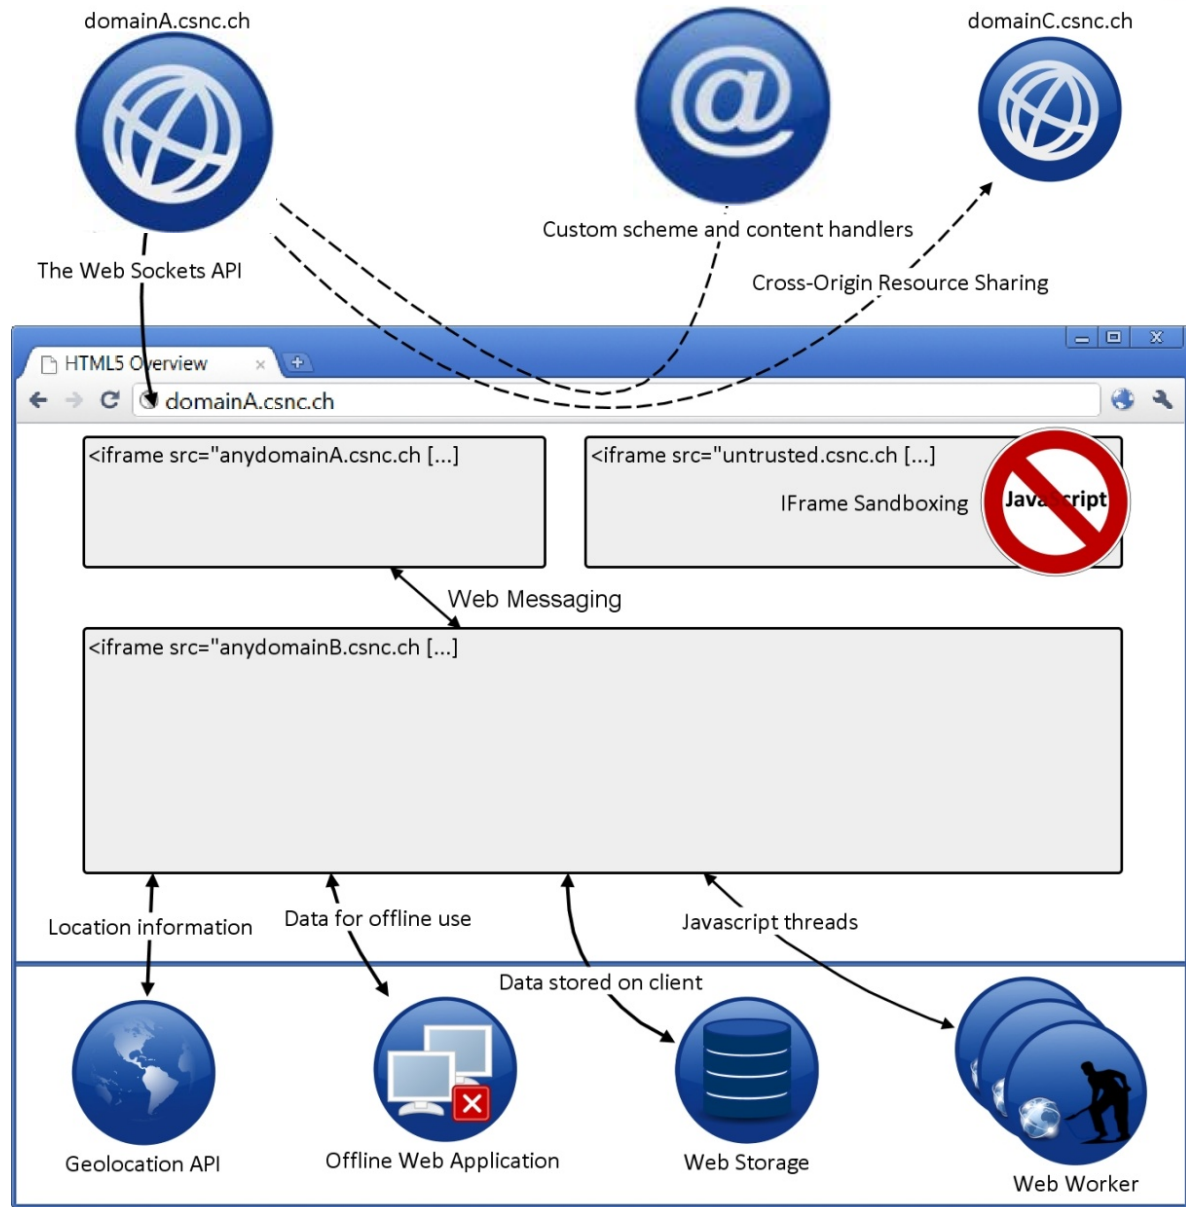 domainA.csnc.ch
domainC.csnc.ch
@
Custom scheme and content handlers
The Web Sockets API
Cross-Origin Resource Sharing
HTML5 Overview
domainA.csnc.ch
<iframe src="anydomainA.csnc.ch [...]
<iframe src="untrusted.csnc.ch [...]
IFrame Sandboxing
JavaScript
Web Messaging
<iframe src="anydomainB.csnc.ch [...]
Location information
Data for offline use
Javascript threads
Data stored on client
Geolocation API
Offline Web Application
Web Storage
Web Worker